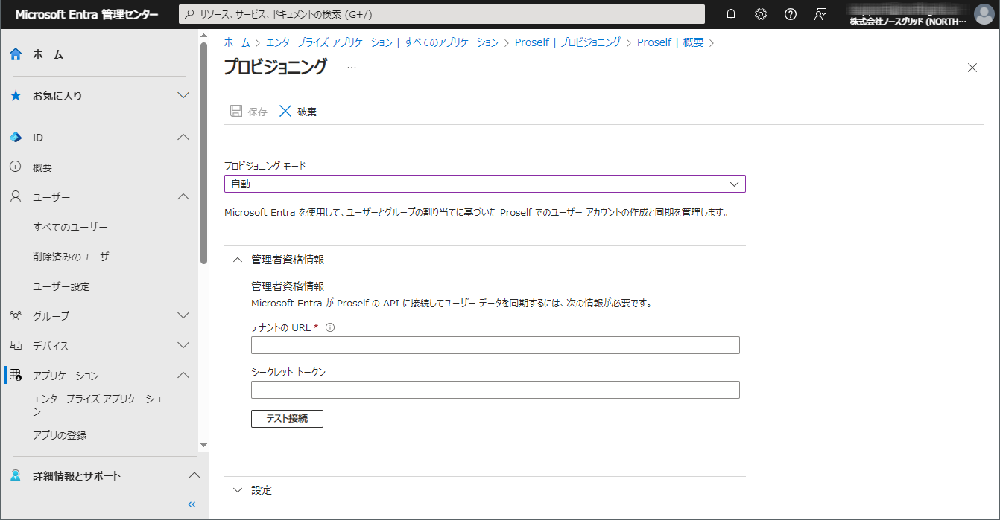 Microsoft Entra 管理センター
リソース、サービス、ドキュメントの検索 (G+/)
株式会社ノースグリッド (NORTH…
ホーム
お気に入り
ID
概要
ユーザー
すべてのユーザー
削除済みのユーザー
ユーザー設定
グループ
デバイス
アプリケーション
エンタープライズ アプリケーショ
ン
アプリの登録
詳細情報とサポート
ホーム > エンタープライズ アプリケーション | すべてのアプリケーション > Proself | プロビジョニング > Proself | 概要 >
プロビジョニング …
保存 破棄
プロビジョニング モード
自動
Microsoft Entra を使用して、ユーザーとグループの割り当てに基づいた Proself でのユーザー アカウントの作成と同期を管理します。
管理者資格情報
管理者資格情報
Microsoft Entra が Proself の API に接続してユーザー データを同期するには、次の情報が必要です。
テナントの URL *
シークレット トークン
テスト接続
設定